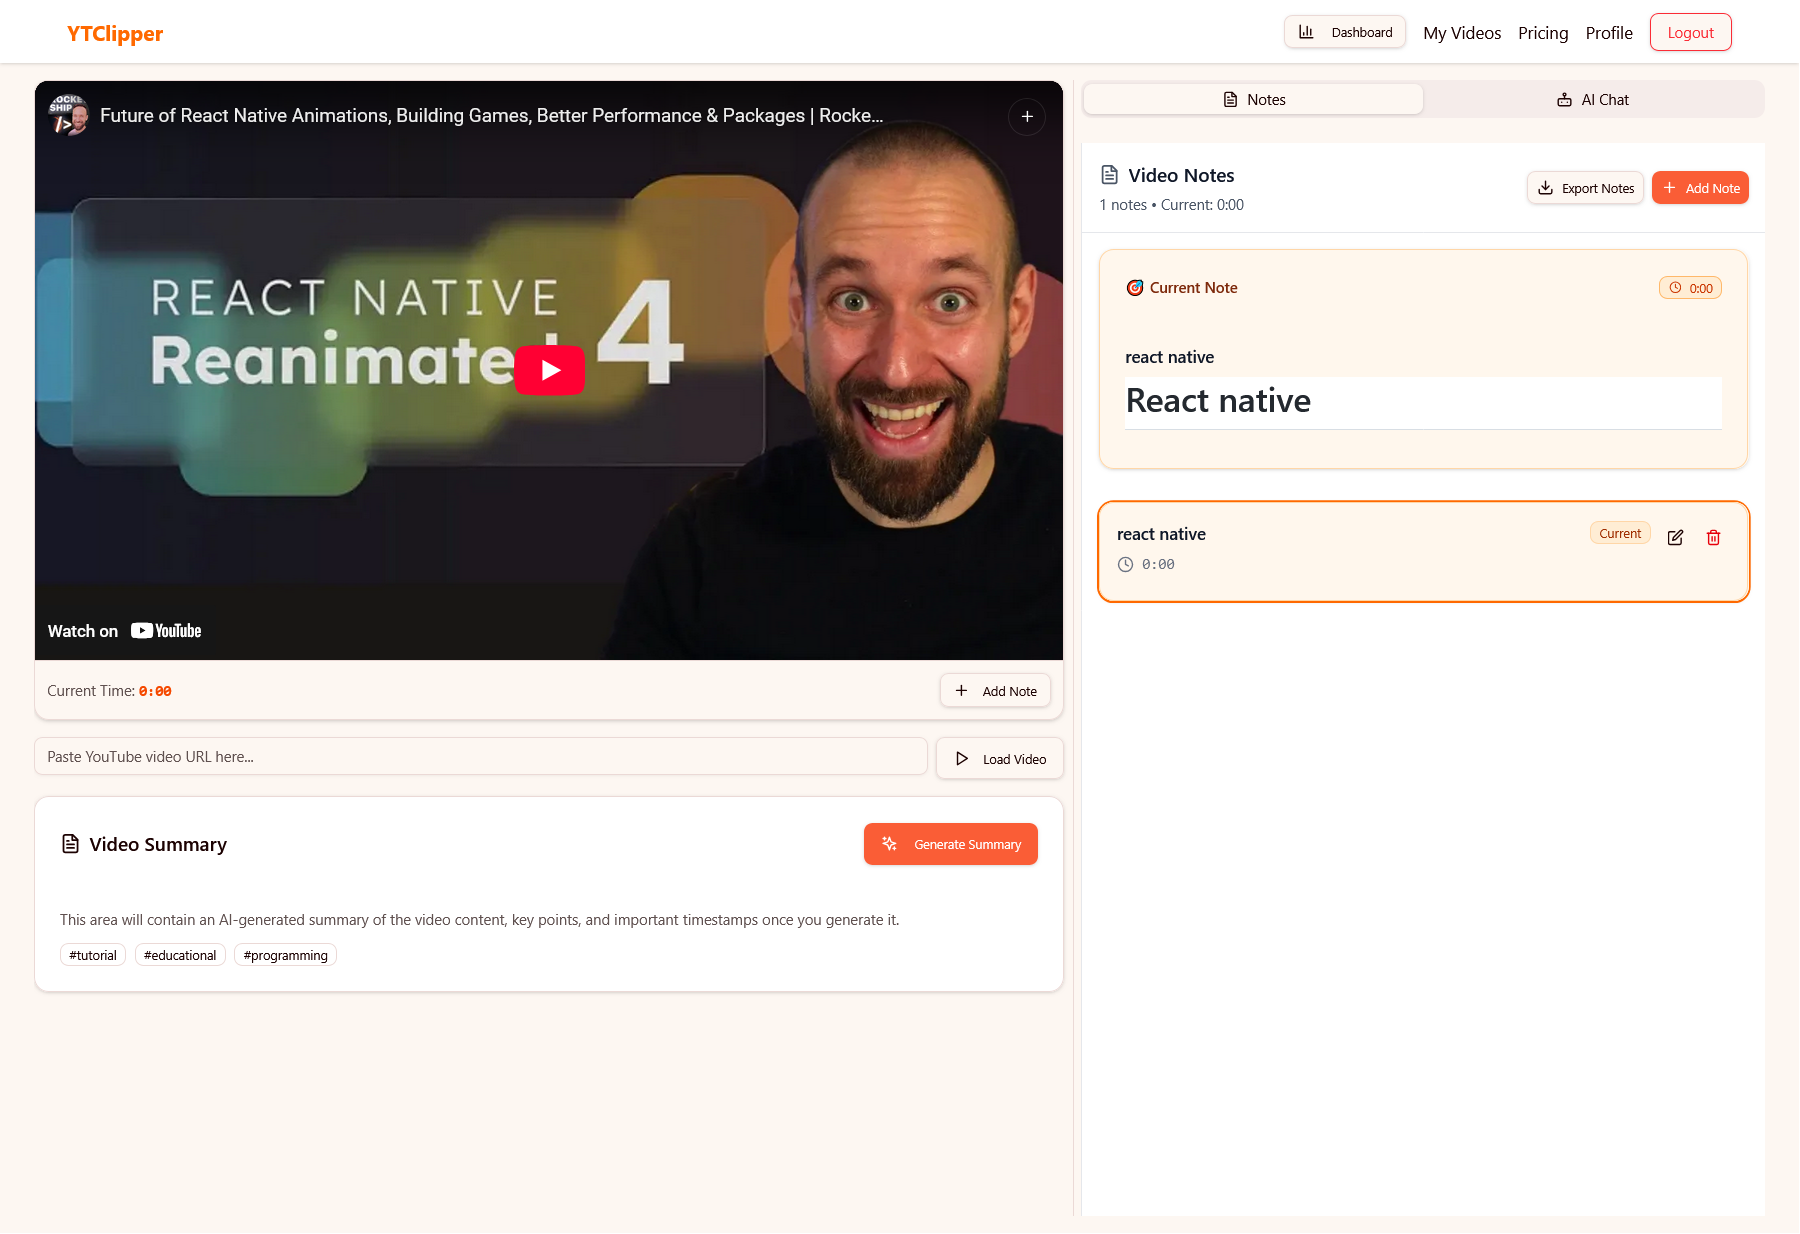 YTClipper
Dashboard
My Videos
Pricing
Profile
Logout
OCKE
SHIP
/>
Future of React Native Animations, Building Games, Better Performance & Packages | Rocke...
REACT NATIVE
Reanimated 4
Watch on YouTube
Current Time: 0:00
Add Note
Paste YouTube video URL here...
Load Video
Video Summary
Generate Summary
This area will contain an AI-generated summary of the video content, key points, and important timestamps once you generate it.
#tutorial
#educational
#programming
Notes
AI Chat
Video Notes
1 notes • Current: 0:00
Export Notes
Add Note
🎯 Current Note
0:00
react native
React native
react native
Current
0:00